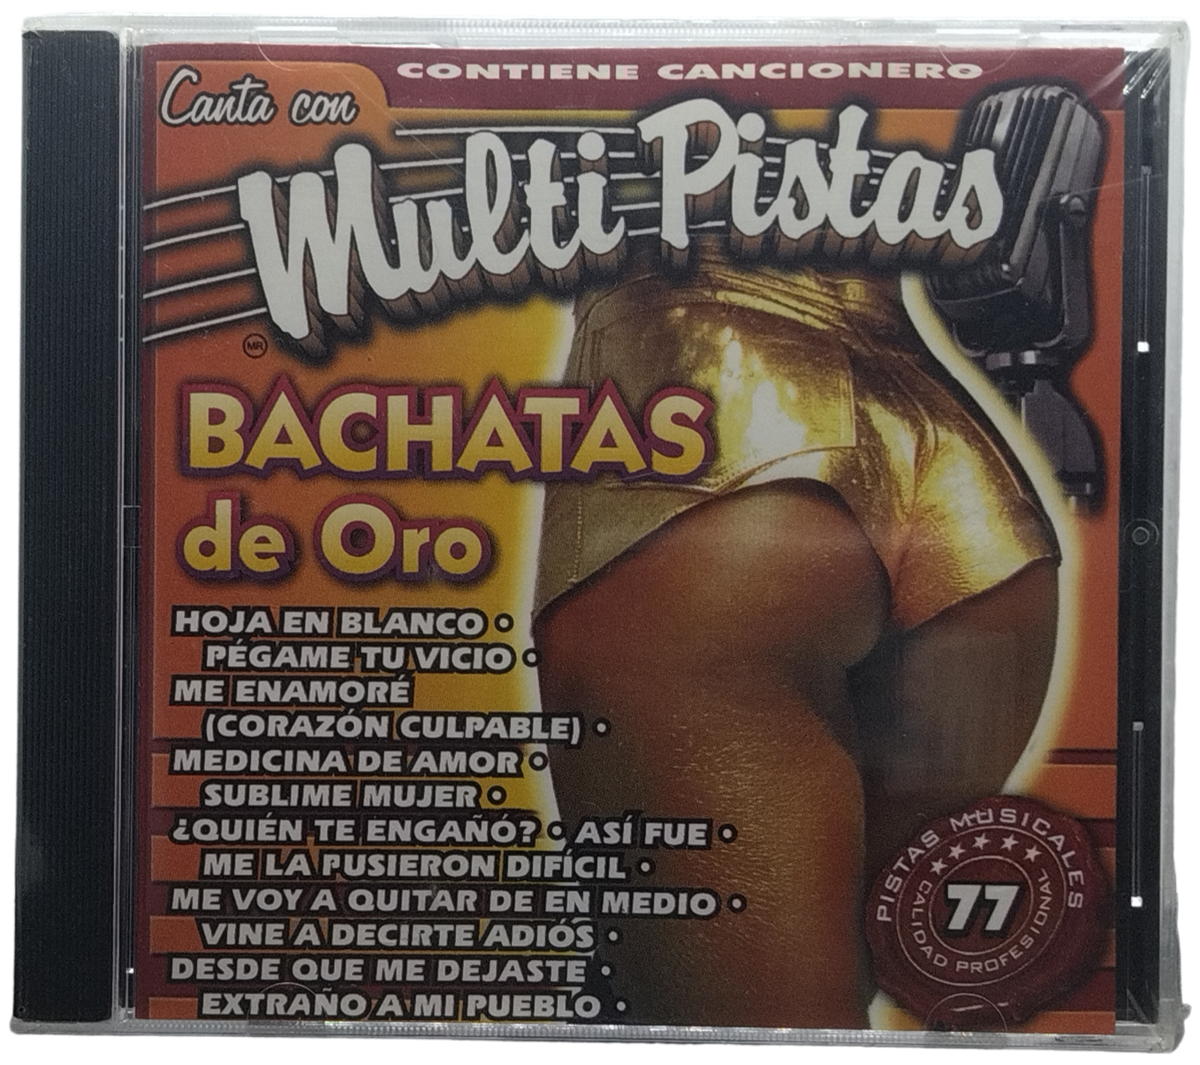 CONTIENE CANCIONERO
Canta con
Multi Pistas
MR
BACHATAS
de Oro
HOJA EN BLANCO •
PÉGAME TU VICIO •
ME ENAMORÉ
(CORAZÓN CULPABLE) •
MEDICINA DE AMOR •
SUBLIME MUJER •
¿QUIÉN TE ENGAÑÓ? • ASÍ FUE •
ME LA PUSIERON DIFÍCIL •
ME VOY A QUITAR DE EN MEDIO •
VINE A DECIRTE ADIÓS •
DESDE QUE ME DEJASTE •
EXTRAÑO A MI PUEBLO •
PISTAS MUSICALES
77
CALIDAD PROFESIONAL